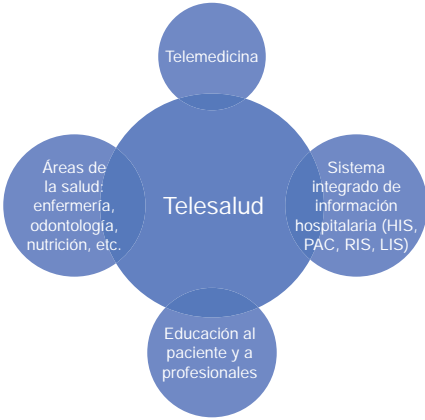 Telemedicina
Áreas de
la salud:
enfermería,
odontología,
nutrición, etc.
Telesalud
Sistema
integrado de
información
hospitalaria (HIS,
PAC, RIS, LIS)
Educación al
paciente y a
profesionales